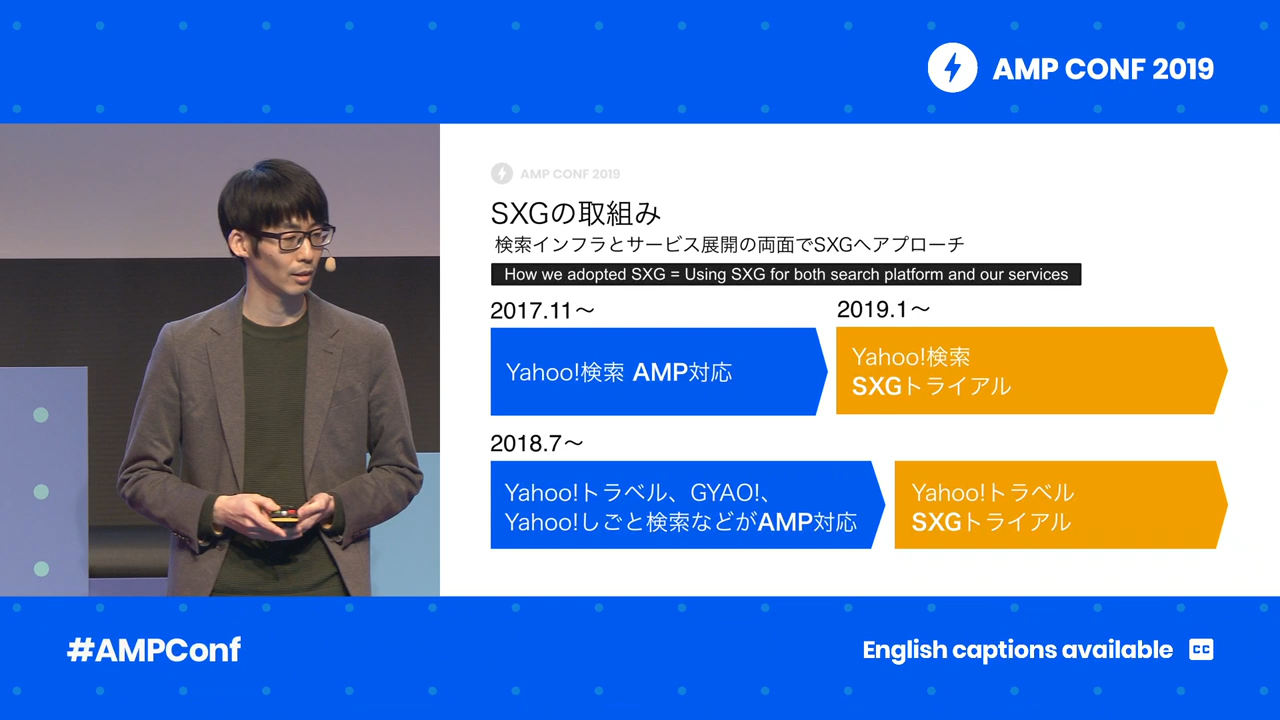 AMP CONF 2019
AMP CONF 2019
SXGの取組み
検索インフラとサービス展開の両面でSXGへアプローチ
How we adopted SXG = Using SXG for both search platform and our services
2017.11〜
2019.1〜
Yahoo!検索 AMP対応
Yahoo!検索
SXGトライアル
2018.7〜
Yahoo!トラベル、GYAO!、
Yahoo!しごと検索などがAMP対応
Yahoo!トラベル
SXGトライアル
#AMPConf
English captions available CC